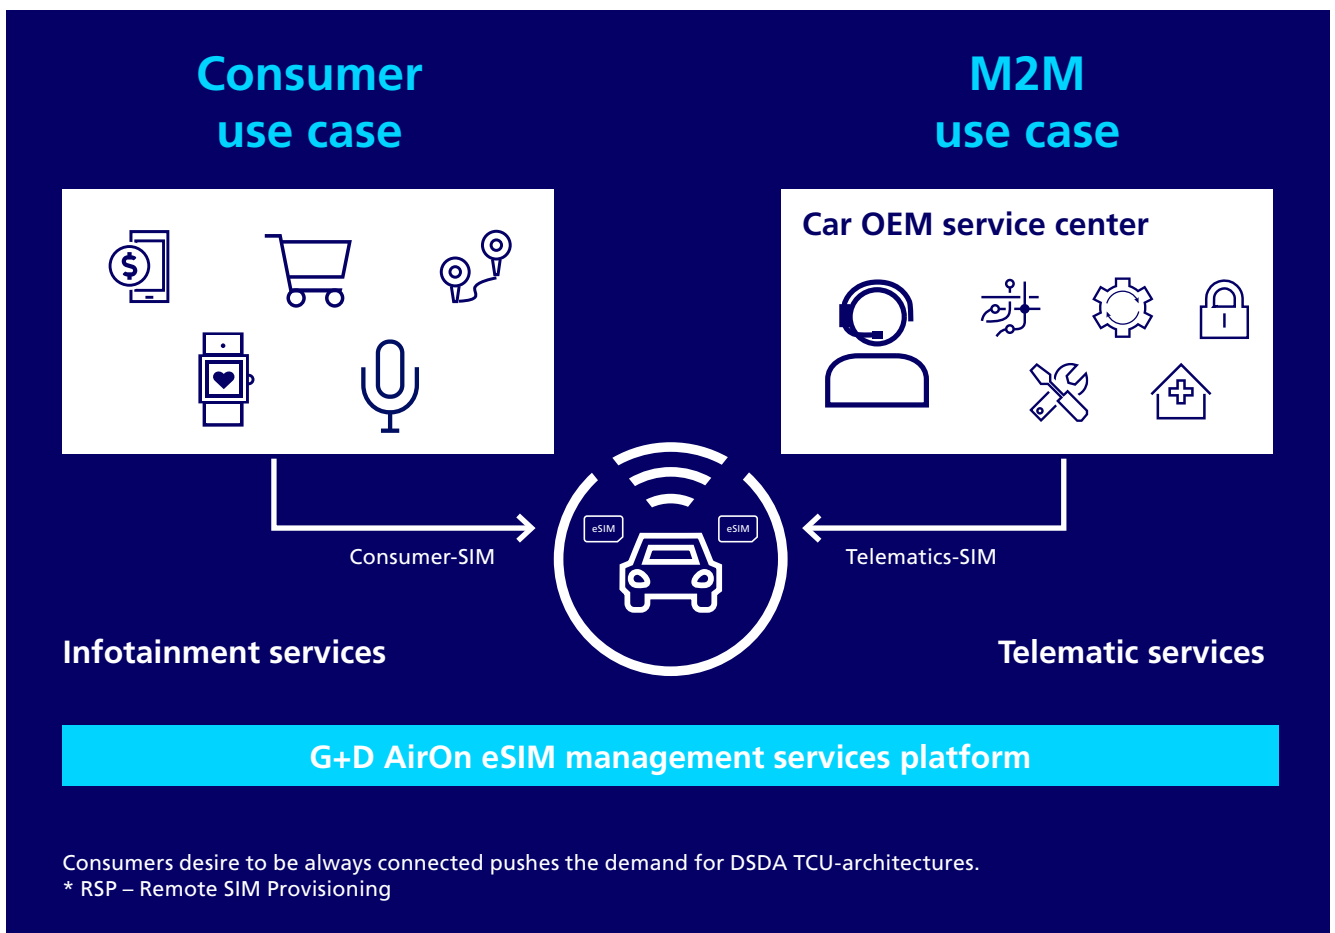 Consumer
use case
M2M
use case
$
Car OEM service center
eSIM
eSIM
Consumer-SIM
Telematics-SIM
Infotainment services
Telematic services
G+D AirOn eSIM management services platform
Consumers desire to be always connected pushes the demand for DSDA TCU-architectures.
* RSP – Remote SIM Provisioning